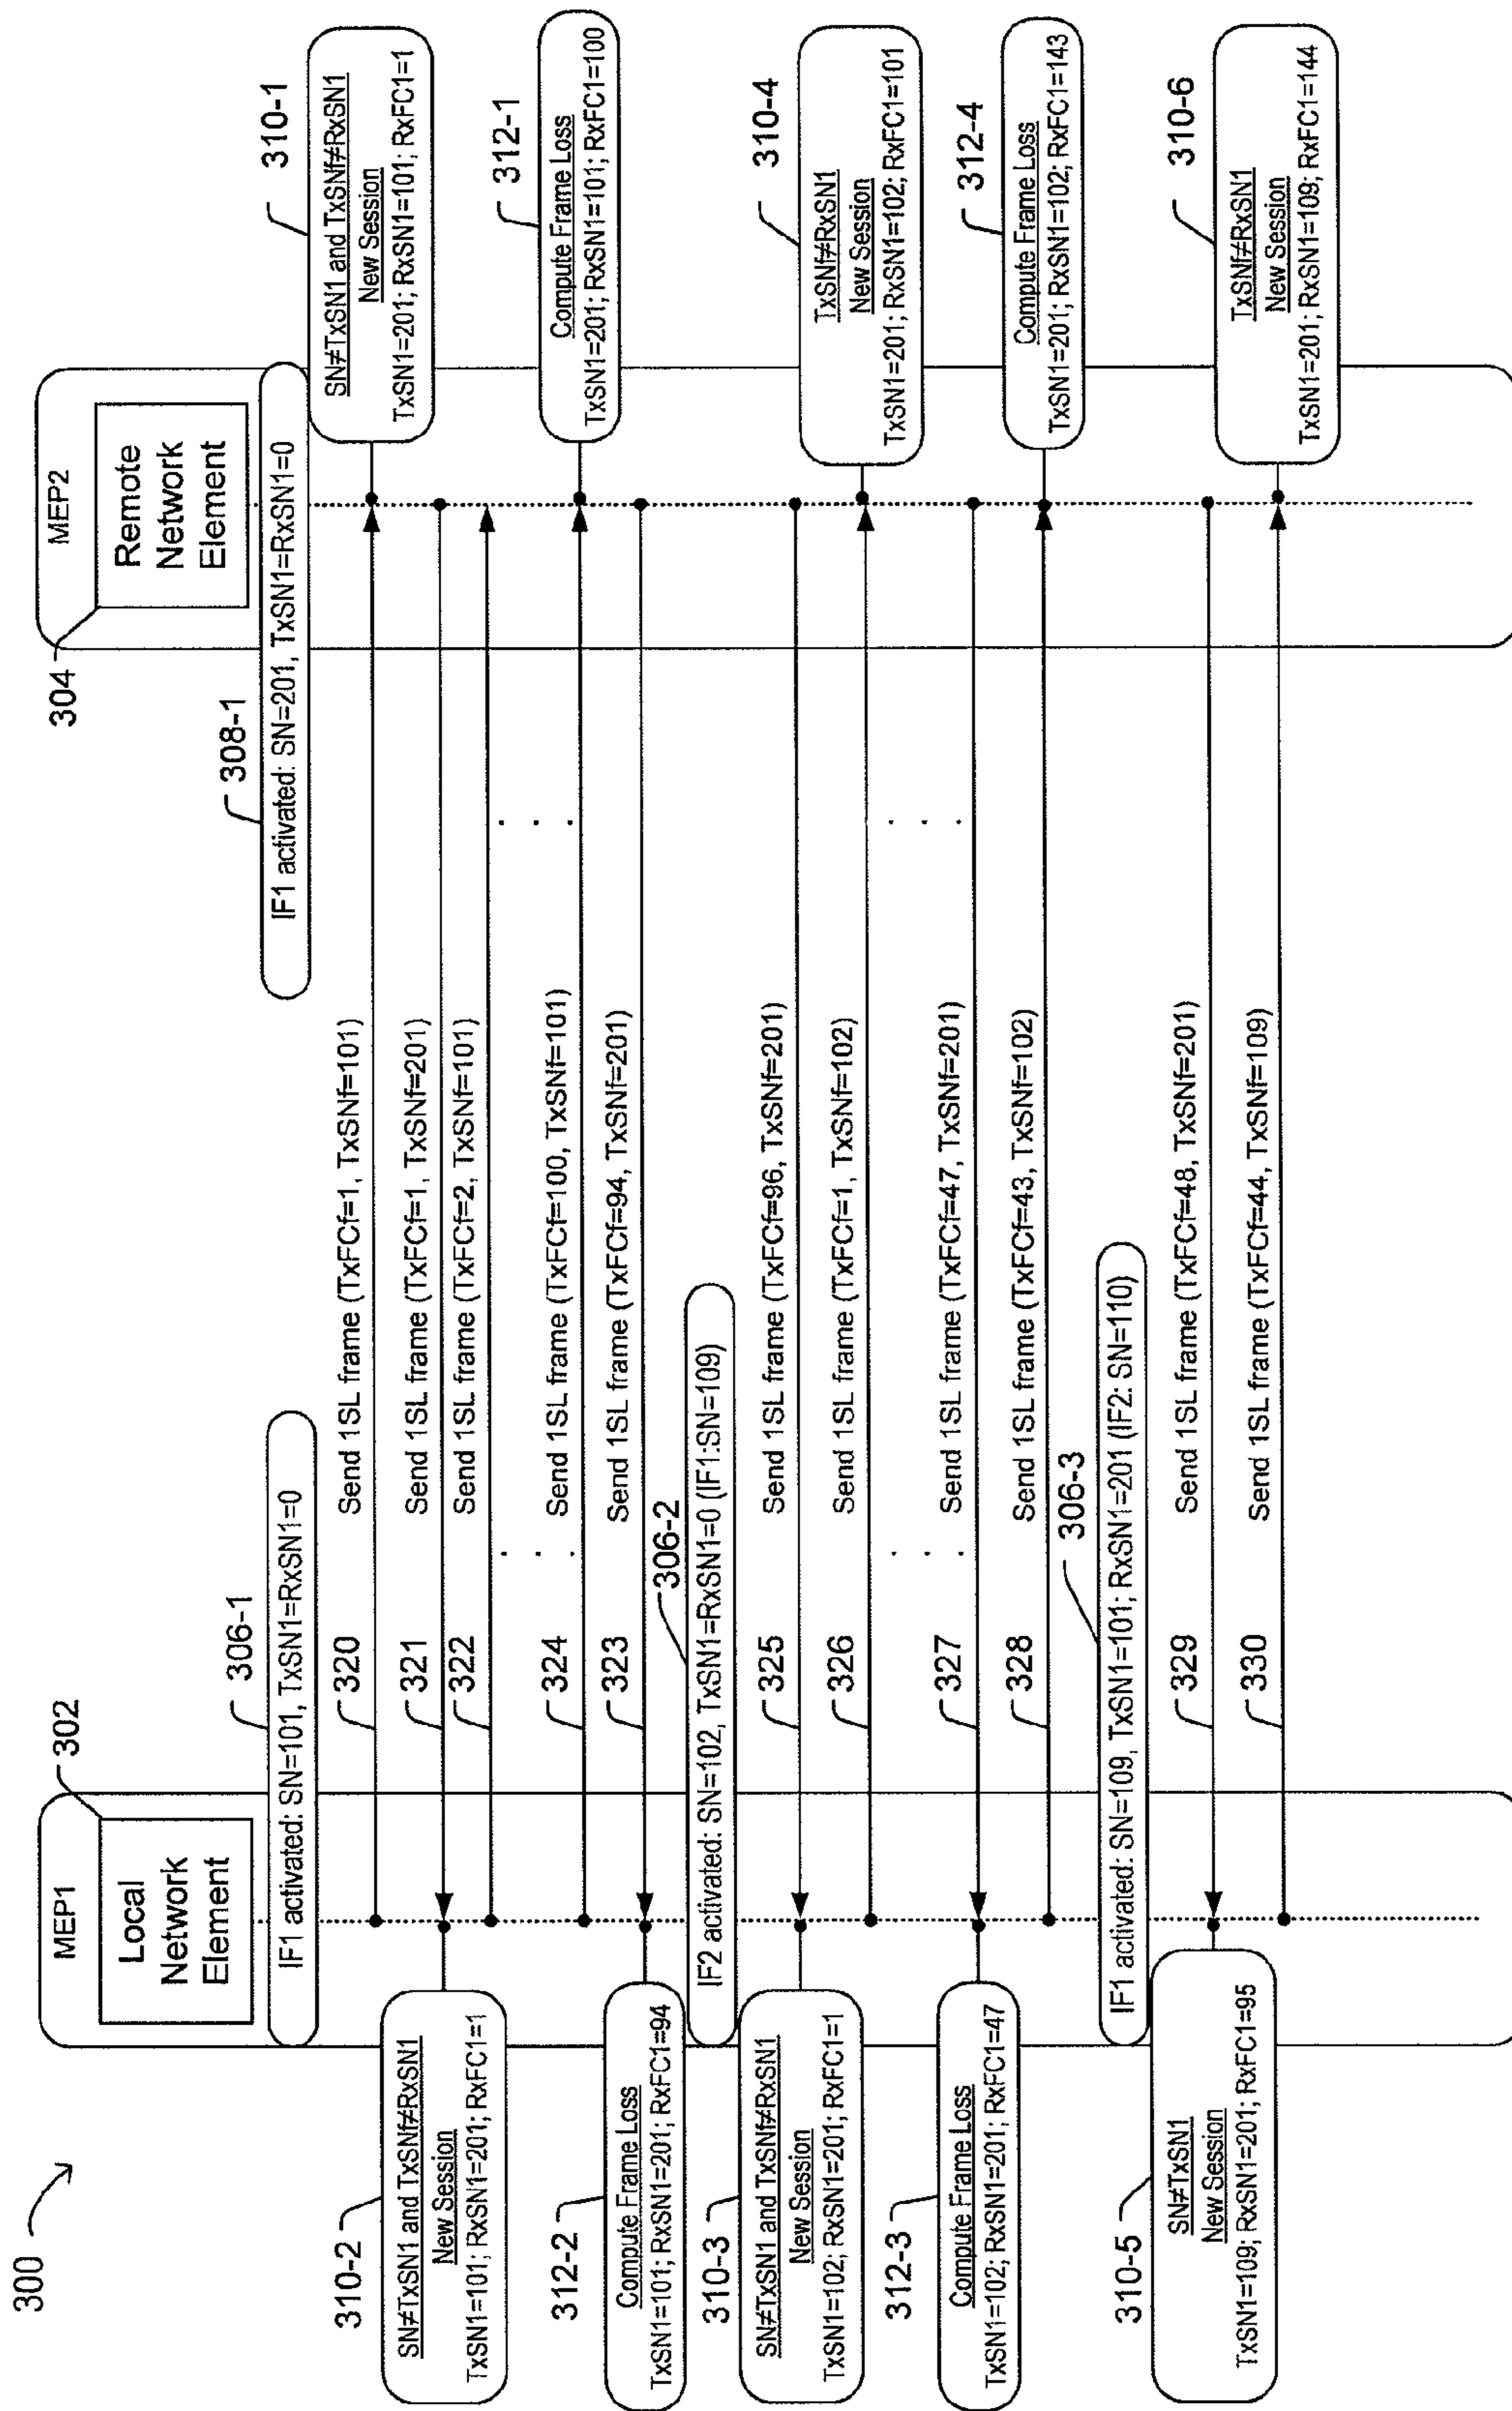 300
MEP1
302
Local
Network
Element
MEP2
304
Remote
Network
Element
306-1
IF1 activated: SN=101, TxSN1=RxSN1=0
308-1
IF1 activated: SN=201, TxSN1=RxSN1=0
320
Send 1SL frame (TxFCf=1, TxSNf=101)
310-1
SN≠TxSN1 and TxSNf≠RxSN1
New Session
TxSN1=201; RxSN1=101; RxFC1=1
321
Send 1SL frame (TxFCf=1, TxSNf=201)
310-2
SN≠TxSN1 and TxSNf≠RxSN1
New Session
TxSN1=101; RxSN1=201; RxFC1=1
322
Send 1SL frame (TxFCf=2, TxSNf=101)
. . .
. . .
324
Send 1SL frame (TxFCf=100, TxSNf=101)
312-1
Compute Frame Loss
TxSN1=201; RxSN1=101; RxFC1=100
323
Send 1SL frame (TxFCf=94, TxSNf=201)
312-2
Compute Frame Loss
TxSN1=101; RxSN1=201; RxFC1=94
306-2
IF2 activated: SN=102, TxSN1=RxSN1=0 (IF1:SN=109)
325
Send 1SL frame (TxFCf=96, TxSNf=201)
310-3
SN≠TxSN1 and TxSNf≠RxSN1
New Session
TxSN1=102; RxSN1=201; RxFC1=1
326
Send 1SL frame (TxFCf=1, TxSNf=102)
310-4
TxSNf≠RxSN1
New Session
TxSN1=201; RxSN1=102; RxFC1=101
. . .
. . .
327
Send 1SL frame (TxFCf=47, TxSNf=201)
312-3
Compute Frame Loss
TxSN1=102; RxSN1=201; RxFC1=47
328
Send 1SL frame (TxFCf=43, TxSNf=102)
312-4
Compute Frame Loss
TxSN1=201; RxSN1=102; RxFC1=143
306-3
IF1 activated: SN=109, TxSN1=101; RxSN1=201 (IF2: SN=110)
329
Send 1SL frame (TxFCf=48, TxSNf=201)
310-5
SN≠TxSN1
New Session
TxSN1=109; RxSN1=201; RxFC1=95
330
Send 1SL frame (TxFCf=44, TxSNf=109)
310-6
TxSNf≠RxSN1
New Session
TxSN1=201; RxSN1=109; RxFC1=144